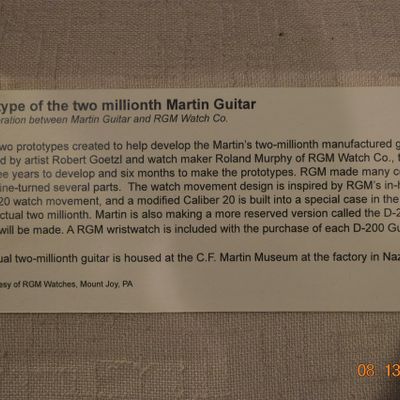 type of the two millionth Martin Guitar
ration between Martin Guitar and RGM Watch Co.
wo prototypes created to help develop the Martin's two-million manufactured g
d by artist Robert Goetzl and watch maker Roland Murphy of RGM Watch Co., t
ee years to develop and six months to make the prototypes. RGM made many co
ine-turned several parts. The watch movement design is inspired by RGM's in-h
20 watch movement, and a modified Caliber 20 is built into a special case in the
ctual two million. Martin is also making a more reserved version called the D-2
will be made. A RGM wristwatch is included with the purchase of each D-200 Gu
ual two-millionth guitar is housed at the C.F. Martin Museum at the factory in Naz
esy of RGM Watches, Mount Joy, PA
08 13